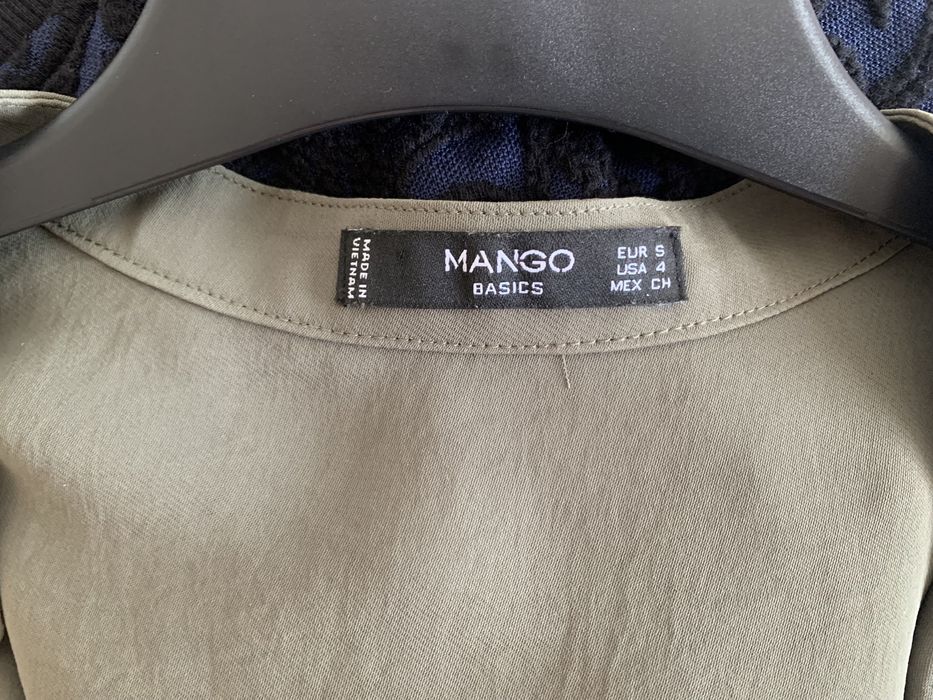 MADE IN
VIETNAM
MANGO
BASICS
EUR S
USA 4
MEX CH